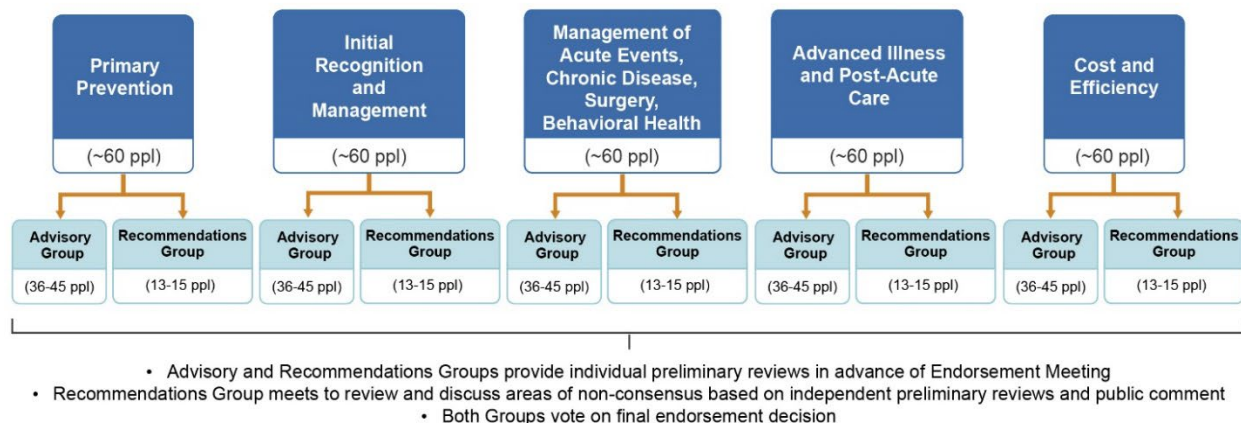 Primary
Prevention
(~60 ppl)
Initial
Recognition
and
Management
(~60 ppl)
Management of
Acute Events,
Chronic Disease,
Surgery,
Behavioral Health
(~60 ppl)
Advanced Illness
and Post-Acute
Care
(~60 ppl)
Cost and
Efficiency
(~60 ppl)
Advisory
Group
(36-45 ppl)
Recommendations
Group
(13-15 ppl)
Advisory
Group
(36-45 ppl)
Recommendations
Group
(13-15 ppl)
Advisory
Group
(36-45 ppl)
Recommendations
Group
(13-15 ppl)
Advisory
Group
(36-45 ppl)
Recommendations
Group
(13-15 ppl)
Advisory
Group
(36-45 ppl)
Recommendations
Group
(13-15 ppl)
• Advisory and Recommendations Groups provide individual preliminary reviews in advance of Endorsement Meeting
• Recommendations Group meets to review and discuss areas of non-consensus based on independent preliminary reviews and public comment
• Both Groups vote on final endorsement decision